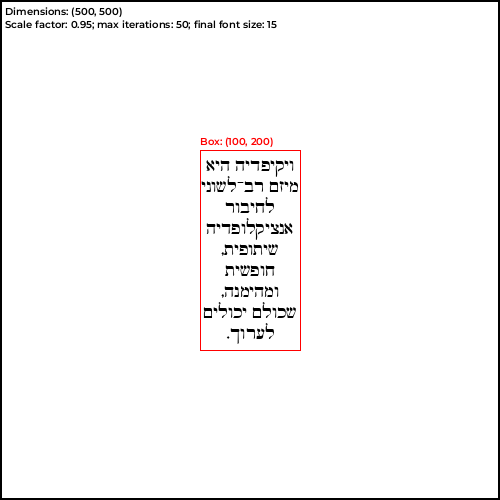 Dimensions: (500, 500)
Scale factor: 0.95; max iterations: 50; final font size: 15
Box: (100, 200)
ויקיפדיה היא
מיזם רב־לשוני
לחיבור
אנציקלופדיה
שיתופית,
חופשית
ומהימנה,
שכולם יכולים
לערוך.